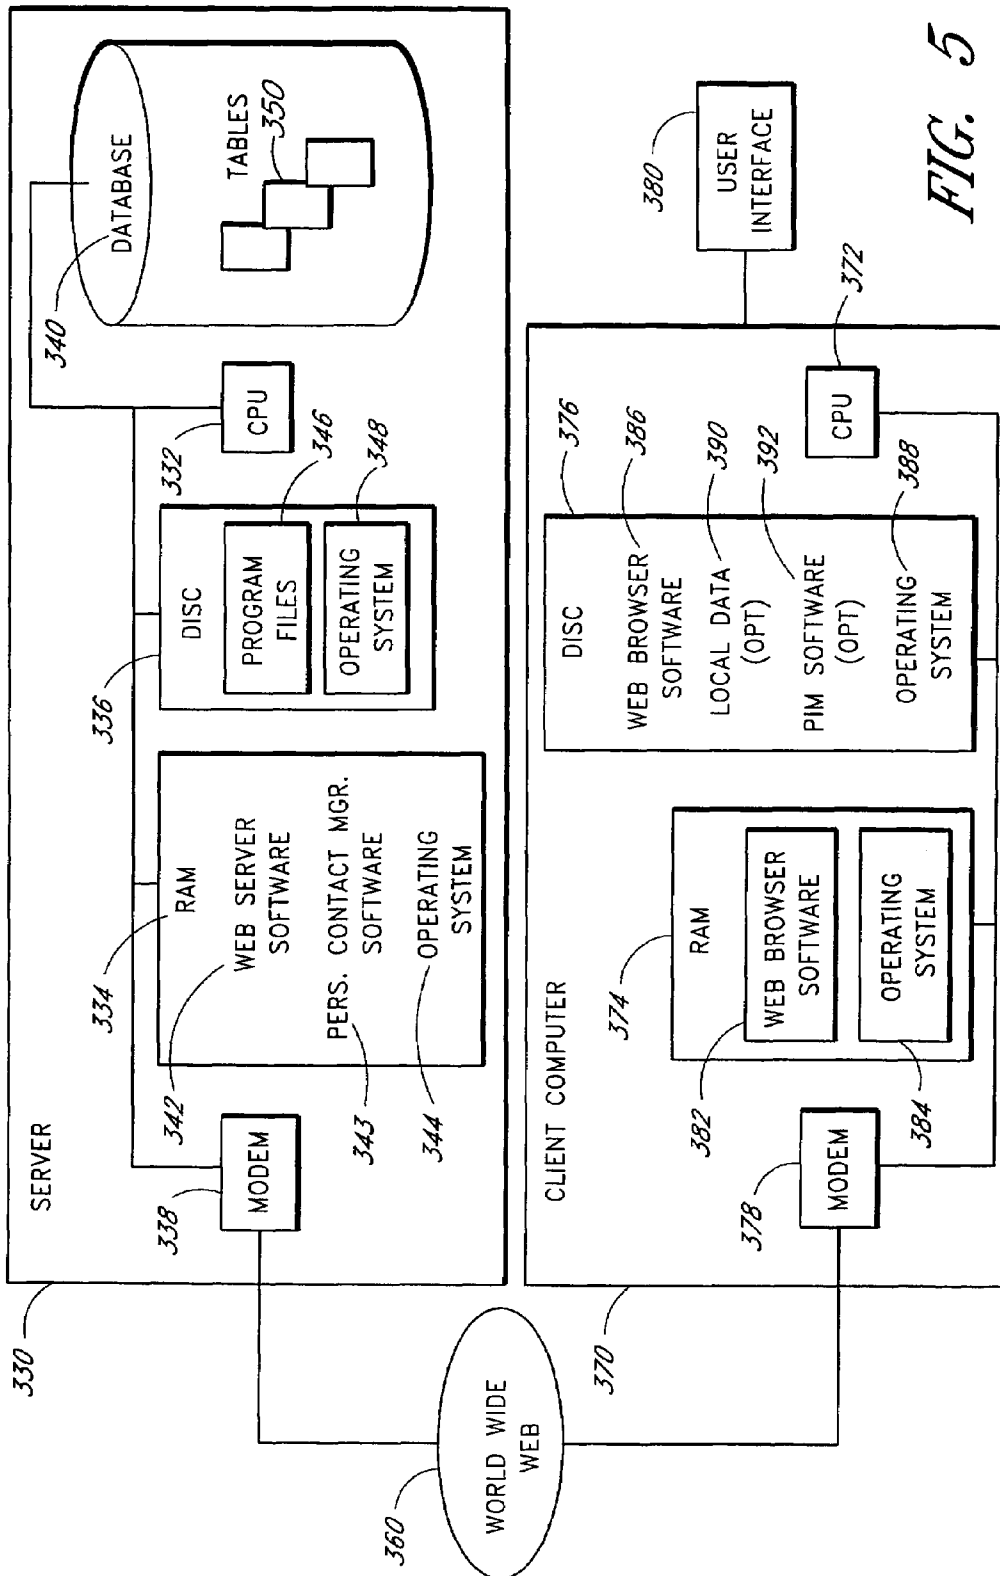 SERVER
330
338
MODEM
334
RAM
342
WEB SERVER
SOFTWARE
343
PERS. CONTACT MGR.
SOFTWARE
344
OPERATING
SYSTEM
336
DISC
PROGRAM
FILES
346
OPERATING
SYSTEM
348
332
CPU
340
DATABASE
TABLES
350
360
WORLD WIDE
WEB
370
CLIENT COMPUTER
378
MODEM
374
RAM
382
WEB BROWSER
SOFTWARE
384
OPERATING
SYSTEM
DISC
376
WEB BROWSER
SOFTWARE
386
LOCAL DATA
(OPT)
390
PIM SOFTWARE
(OPT)
392
OPERATING
SYSTEM
388
CPU
372
380
USER
INTERFACE
FIG. 5